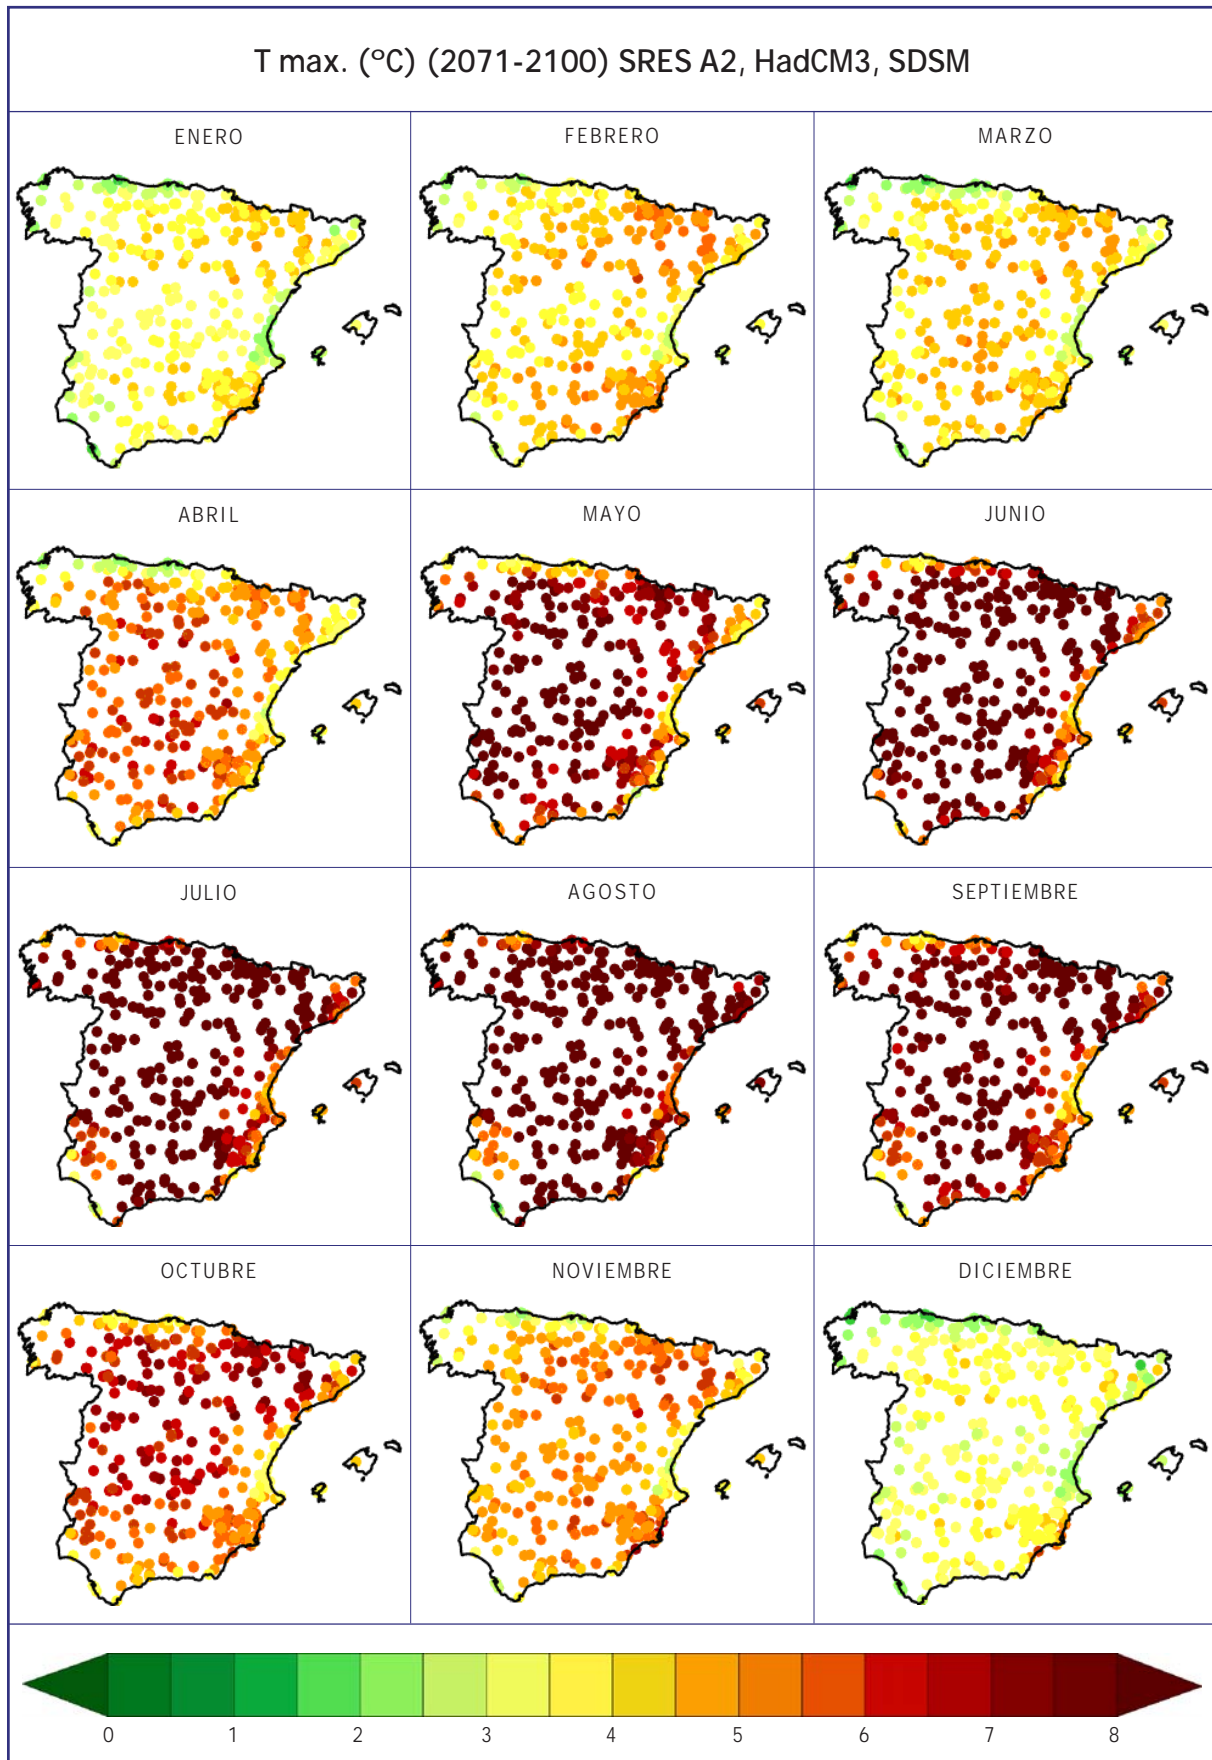 T max. (ºC) (2071-2100) SRES A2, HadCM3, SDSM
ENERO
FEBRERO
MARZO
ABRIL
MAYO
JUNIO
JULIO
AGOSTO
SEPTIEMBRE
OCTUBRE
NOVIEMBRE
DICIEMBRE
0 1 2 3 4 5 6 7 8